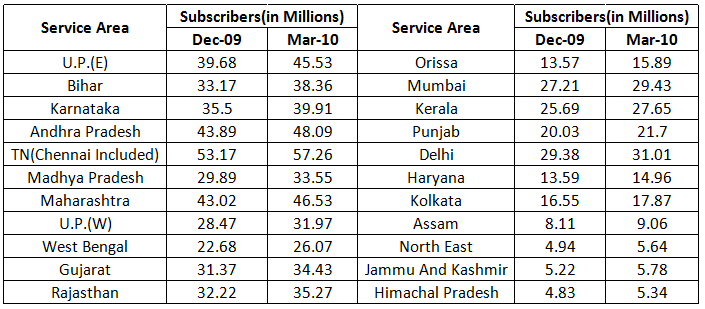 Service Area Subscribers(in Millions) Service Area Subscribers(in Millions)
Dec-09 Mar-10 Dec-09 Mar-10
U.P.(E) 39.68 45.53 Orissa 13.57 15.89
Bihar 33.17 38.36 Mumbai 27.21 29.43
Karnataka 35.5 39.91 Kerala 25.69 27.65
Andhra Pradesh 43.89 48.09 Punjab 20.03 21.7
TN(Chennai Included) 53.17 57.26 Delhi 29.38 31.01
Madhya Pradesh 29.89 33.55 Haryana 13.59 14.96
Maharashtra 43.02 46.53 Kolkata 16.55 17.87
U.P.(W) 28.47 31.97 Assam 8.11 9.06
West Bengal 22.68 26.07 North East 4.94 5.64
Gujarat 31.37 34.43 Jammu And Kashmir 5.22 5.78
Rajasthan 32.22 35.27 Himachal Pradesh 4.83 5.34